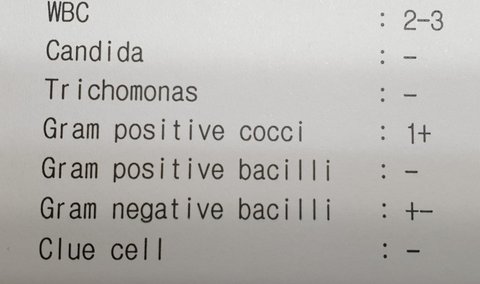 WBC : 2-3
Candida : -
Trichomonas : -
Gram positive cocci : 1+
Gram positive bacilli : -
Gram negative bacilli : +-
Clue cell : -